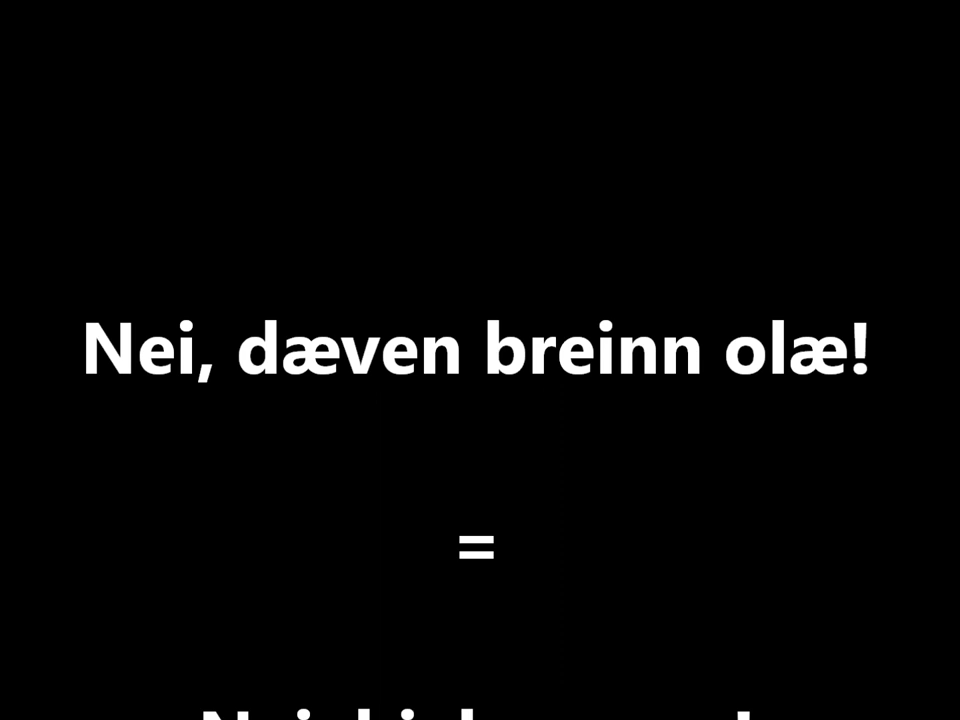 Nei, dæven breinn olæ!
=